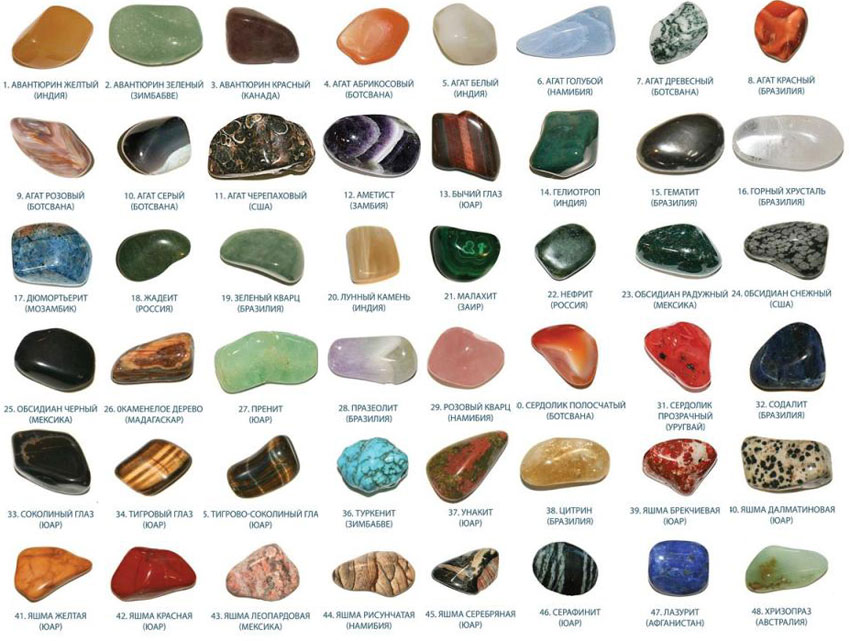 1. АВАНТЮРИН ЖЕЛТЫЙ
(ИНДИЯ)
2. АВАНТЮРИН ЗЕЛЕНЫЙ
(ЗИМБАБВЕ)
3. АВАНТЮРИН КРАСНЫЙ
(КАНАДА)
4. АГАТ АБРИКОСОВЫЙ
(БОТСВАНА)
5. АГАТ БЕЛЫЙ
(ИНДИЯ)
6. АГАТ ГОЛУБОЙ
(НАМИБИЯ)
7. АГАТ ДРЕВЕСНЫЙ
(БОТСВАНА)
8. АГАТ КРАСНЫЙ
(БРАЗИЛИЯ)
9. АГАТ РОЗОВЫЙ
(БОТСВАНА)
10. АГАТ СЕРЫЙ
(БОТСВАНА)
11. АГАТ ЧЕРЕПАХОВЫЙ
(США)
12. АМЕТИСТ
(ЗАМБИЯ)
13. БЫЧИЙ ГЛАЗ
(ЮАР)
14. ГЕЛИОТРОП
(ИНДИЯ)
15. ГЕМАТИТ
(БРАЗИЛИЯ)
16. ГОРНЫЙ ХРУСТАЛЬ
(БРАЗИЛИЯ)
17. ДЮМОРТЬЕРИТ
(МОЗАМБИК)
18. ЖАДЕИТ
(РОССИЯ)
19. ЗЕЛЕНЫЙ КВАРЦ
(БРАЗИЛИЯ)
20. ЛУННЫЙ КАМЕНЬ
(ИНДИЯ)
21. МАЛАХИТ
(ЗАИР)
22. НЕФРИТ
(РОССИЯ)
23. ОБСИДИАН РАДУЖНЫЙ
(МЕКСИКА)
24. ОБСИДИАН СНЕЖНЫЙ
(США)
25. ОБСИДИАН ЧЕРНЫЙ
(МЕКСИКА)
26. 0КАМЕНЕЛОЕ ДЕРЕВО
(МАДАГАСКАР)
27. ПРЕНИТ
(ЮАР)
28. ПРАЗЕОЛИТ
(БРАЗИЛИЯ)
29. РОЗОВЫЙ КВАРЦ
(НАМИБИЯ)
0. СЕРДОЛИК ПОЛОСЧАТЫЙ
(БОТСВАНА)
31. СЕРДОЛИК
ПРОЗРАЧНЫЙ
(УРУГВАЙ)
32. СОДАЛИТ
(БРАЗИЛИЯ)
33. СОКОЛИНЫЙ ГЛАЗ
(ЮАР)
34. ТИГРОВЫЙ ГЛАЗ
(ЮАР)
5. ТИГРОВО-СОКОЛИНЫЙ ГЛА
(ЮАР)
36. ТУРКЕНИТ
(ЗИМБАБВЕ)
37. УНАКИТ
(ЮАР)
38. ЦИТРИН
(БРАЗИЛИЯ)
39. ЯШМА БРЕКЧИЕВАЯ
(ЮАР)
40. ЯШМА ДАЛМАТИНОВАЯ
(ЮАР)
41. ЯШМА ЖЕЛТАЯ
(ЮАР)
42. ЯШМА КРАСНАЯ
(ЮАР)
43. ЯШМА ЛЕОПАРДОВАЯ
(МЕКСИКА)
44. ЯШМА РИСУНЧАТАЯ
(НАМИБИЯ)
45. ЯШМА СЕРЕБРЯНАЯ
(ЮАР)
46. СЕРАФИНИТ
(ЮАР)
47. ЛАЗУРИТ
(АФГАНИСТАН)
48. ХРИЗОПРАЗ
(АВСТРАЛИЯ)